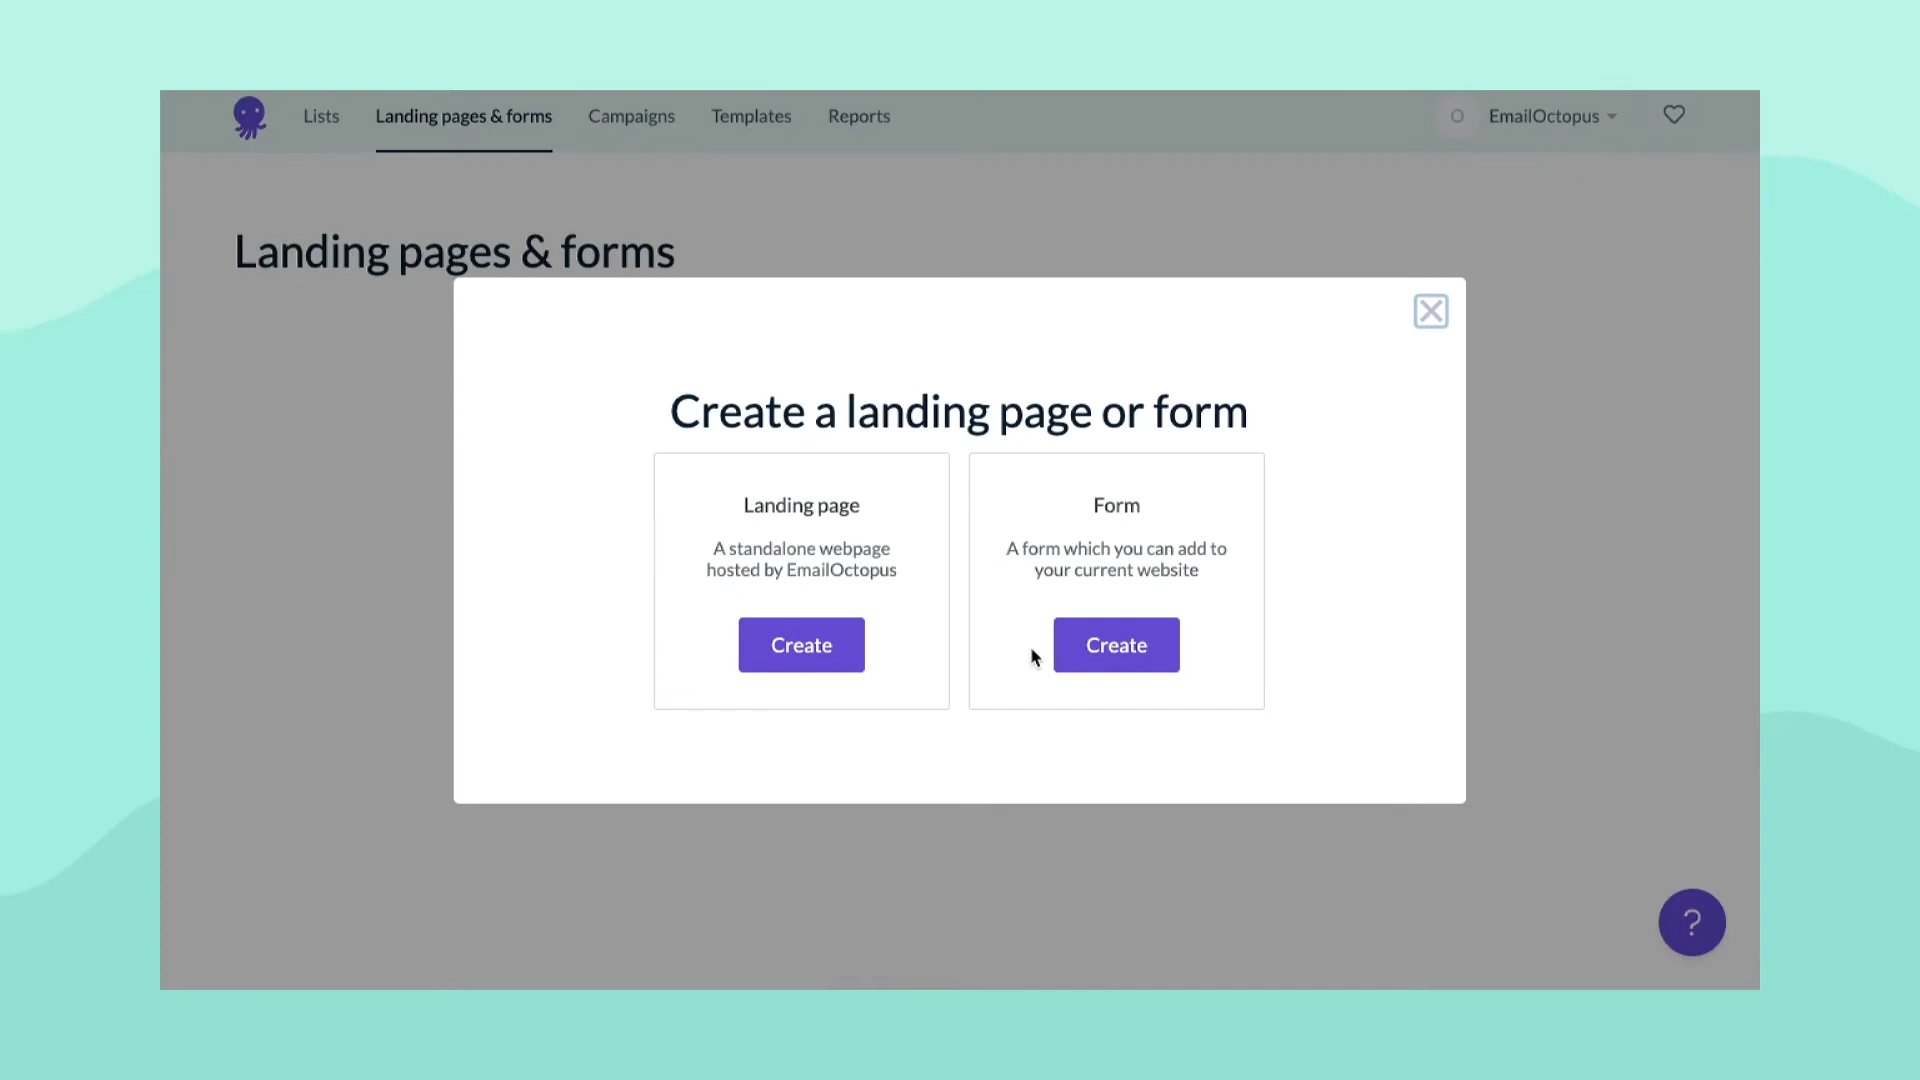 Lists Landing pages & forms Campaigns Templates Reports O EmailOctopus
Landing pages & forms
Create a landing page or form
Landing page
A standalone webpage
hosted by EmailOctopus
Create
Form
A form which you can add to
your current website
Create
?